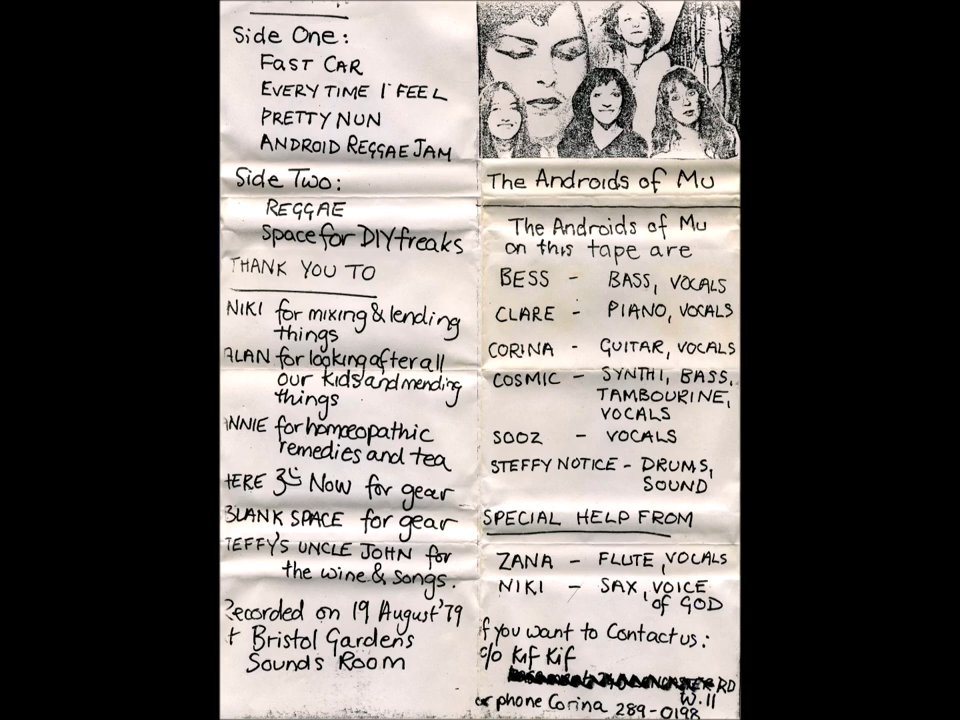 Side One:
FAST CAR
EVERYTIME I FEEL
PRETTY NUN
ANDROID REGGAE JAM
Side Two:
REGGAE
Space for DIY freaks
THANK YOU TO
NIKI for mixing & lending
things
ALAN for looking after all
our kids and mending
things
ANNIE for homoeopathic
remedies and tea
HERE & NOW for gear
BLANK SPACE for gear
TEFFY'S UNCLE JOHN for
the wine & songs.
Recorded on 19 August '79
t Bristol Gardens
Sounds Room
The Androids of Mu
The Androids of Mu
on this tape are
BESS - BASS, VOCALS
CLARE - PIANO, VOCALS
CORINA - GUITAR, VOCALS
COSMIC - SYNTHI, BASS,
TAMBOURINE,
VOCALS
SOOZ - VOCALS
STEFFY NOTICE - DRUMS,
SOUND
SPECIAL HELP FROM
ZANA - FLUTE, VOCALS
NIKI - SAX, VOICE
of GOD
if you want to Contact us:
c/o Kif Kif
RD
W.11
or phone Corina 289-0198